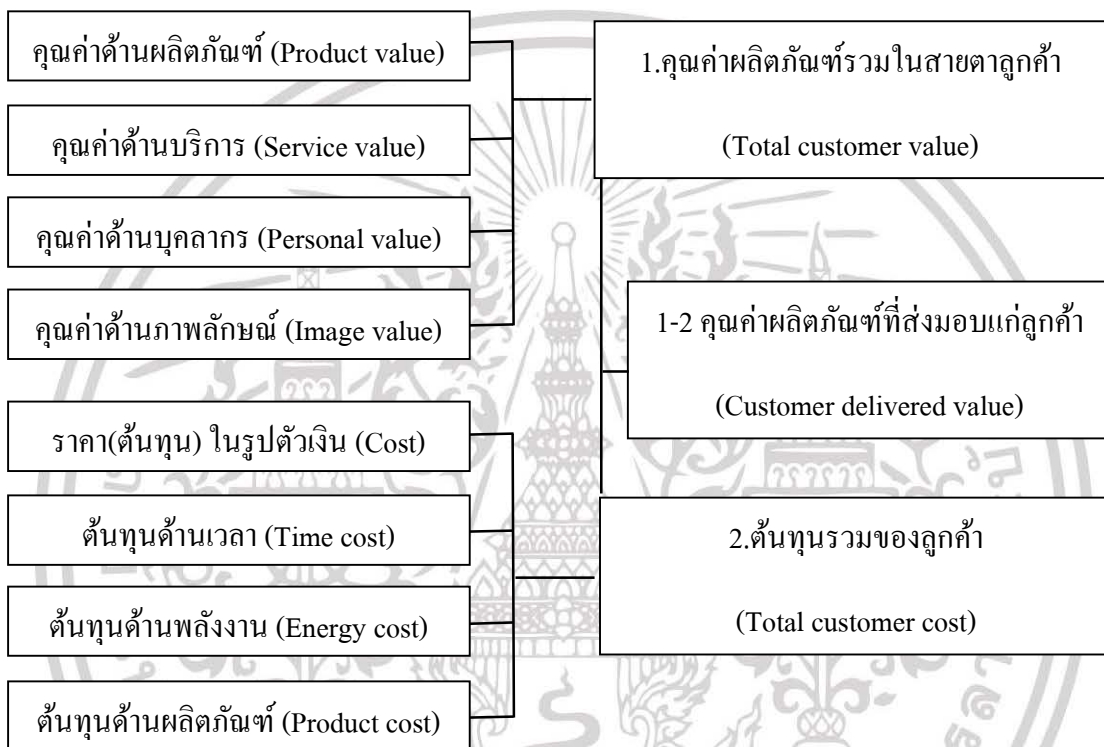 คุณค่าด้านผลิตภัณฑ์ (Product value)
คุณค่าด้านบริการ (Service value)
คุณค่าด้านบุคลากร (Personal value)
คุณค่าด้านภาพลักษณ์ (Image value)
1.คุณค่าผลิตภัณฑ์รวมในสายตาลูกค้า
(Total customer value)
1-2 คุณค่าผลิตภัณฑ์ที่ส่งมอบแก่ลูกค้า
(Customer delivered value)
ราคา(ต้นทุน) ในรูปตัวเงิน (Cost)
ต้นทุนด้านเวลา (Time cost)
ต้นทุนด้านพลังงาน (Energy cost)
ต้นทุนด้านผลิตภัณฑ์ (Product cost)
2.ต้นทุนรวมของลูกค้า
(Total customer cost)